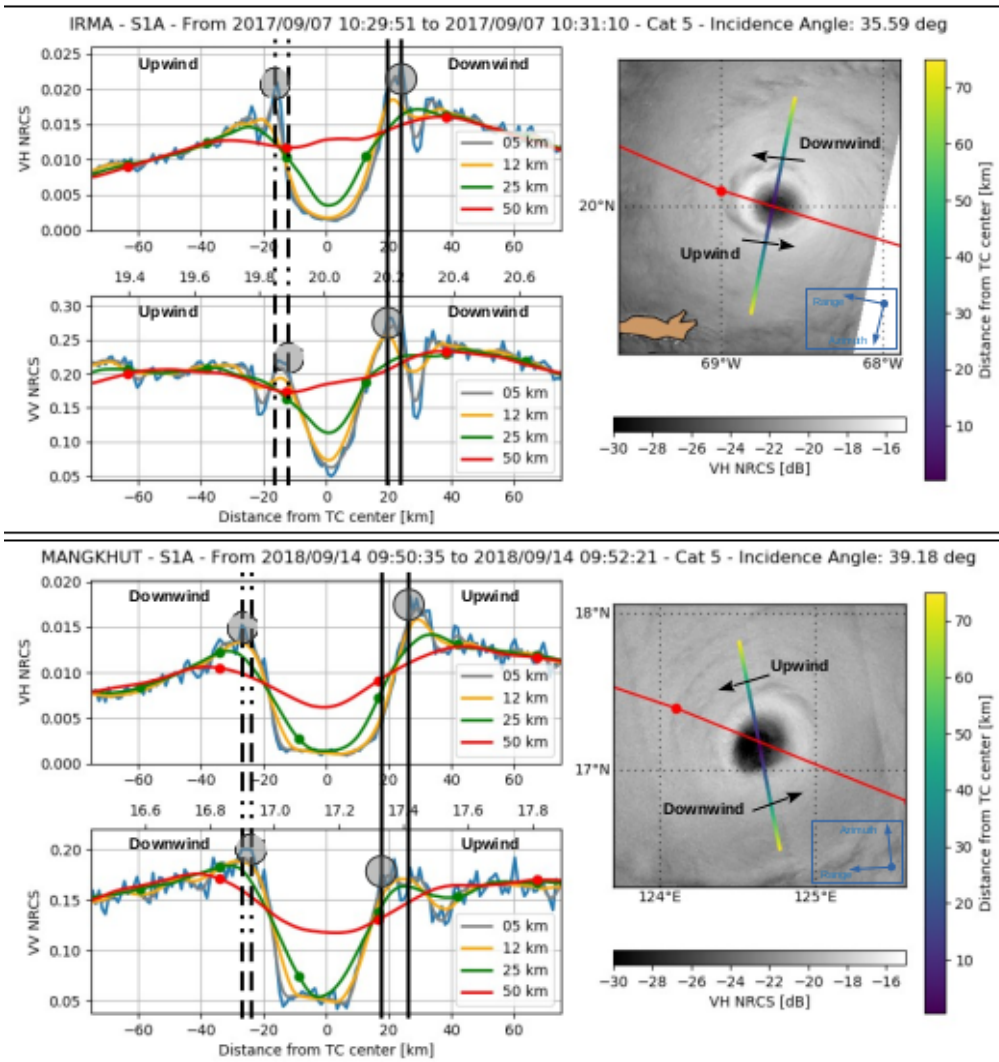 IRMA - S1A - From 2017/09/07 10:29:51 to 2017/09/07 10:31:10 - Cat 5 - Incidence Angle: 35.59 deg
0.025
0.020
0.015
0.010
0.005
0.000
VH NRCS
Upwind
Downwind
05 km
12 km
25 km
50 km
−60 −40 −20 0 20 40 60
19.4 19.6 19.7 19.8 20.0 20.2 20.3 20.4 20.6
0.30
0.25
0.20
0.15
0.10
0.05
VV NRCS
Upwind
Downwind
05 km
12 km
25 km
50 km
−60 −40 −20 0 20 40 60
Distance from TC center [km]
20°N
69°W 68°W
Downwind
Upwind
Range
Azimuth
−30 −28 −26 −24 −22 −20 −18 −16
VH NRCS [dB]
70
60
50
40
30
20
10
Distance from TC center [km]
MANGKHUT - S1A - From 2018/09/14 09:50:35 to 2018/09/14 09:52:21 - Cat 5 - Incidence Angle: 39.18 deg
0.020
0.015
0.010
0.005
0.000
VH NRCS
Downwind
Upwind
05 km
12 km
25 km
50 km
−60 −40 −20 0 20 40 60
16.6 16.8 16.9 17.0 17.2 17.3 17.4 17.6 17.8
0.20
0.15
0.10
0.05
VV NRCS
Downwind
Upwind
05 km
12 km
25 km
50 km
−60 −40 −20 0 20 40 60
Distance from TC center [km]
18°N
17°N
124°E 125°E
Upwind
Downwind
Azimuth
Range
−30 −28 −26 −24 −22 −20 −18 −16
VH NRCS [dB]
70
60
50
40
30
20
10
Distance from TC center [km]